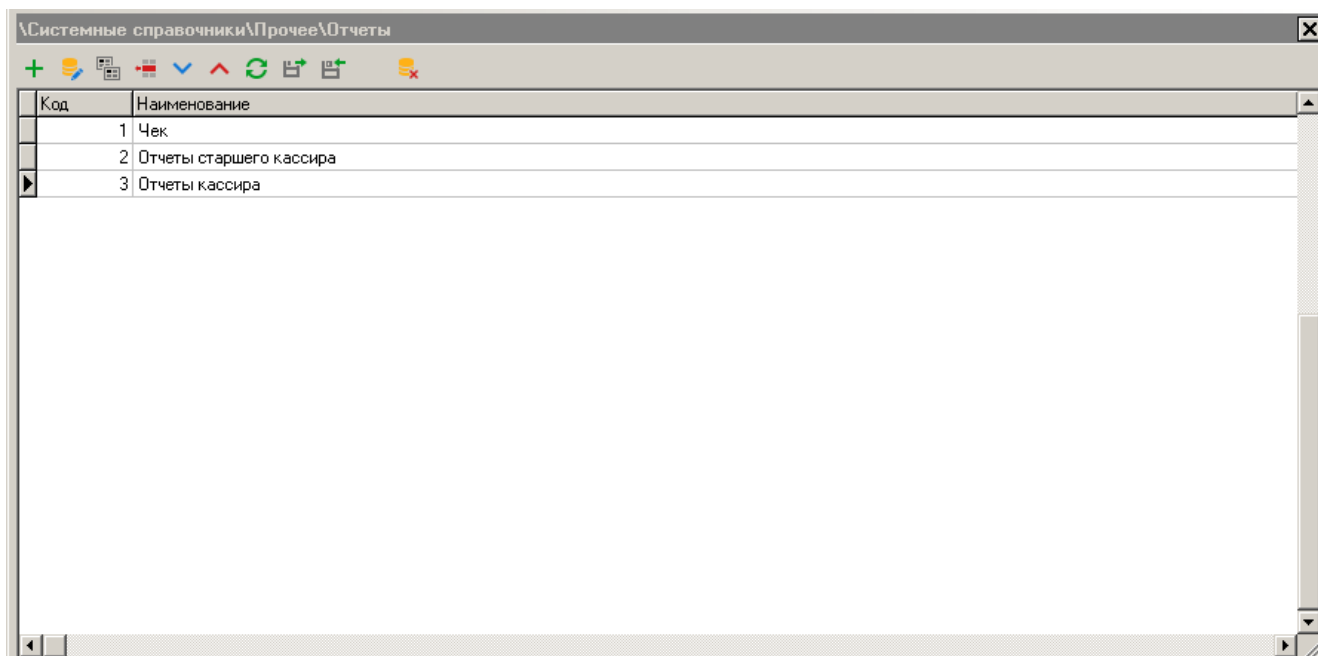 \Системные справочники\Прочее\Отчеты
Код Наименование
1 Чек
2 Отчеты старшего кассира
3 Отчеты кассира